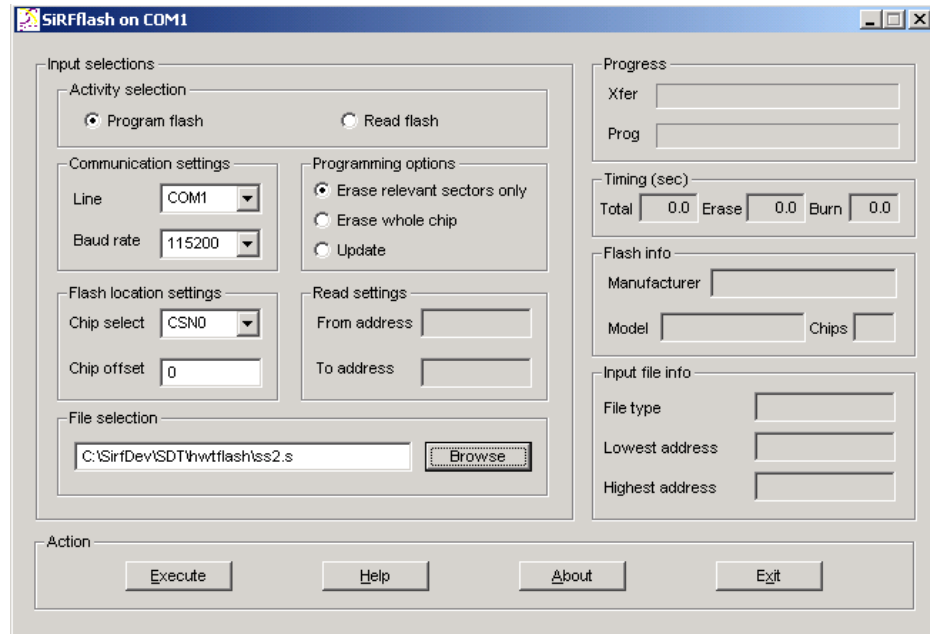 SiRFflash on COM1
Input selections
Activity selection
Program flash
Read flash
Communication settings
Line
COM1
Baud rate
115200
Programming options
Erase relevant sectors only
Erase whole chip
Update
Flash location settings
Chip select
CSN0
Chip offset
0
Read settings
From address
To address
File selection
C:\SirfDev\SDT\hwtflash\ss2.s
Browse
Progress
Xfer
Prog
Timing (sec)
Total 0.0 Erase 0.0 Burn 0.0
Flash info
Manufacturer
Model
Chips
Input file info
File type
Lowest address
Highest address
Action
Execute
Help
About
Exit